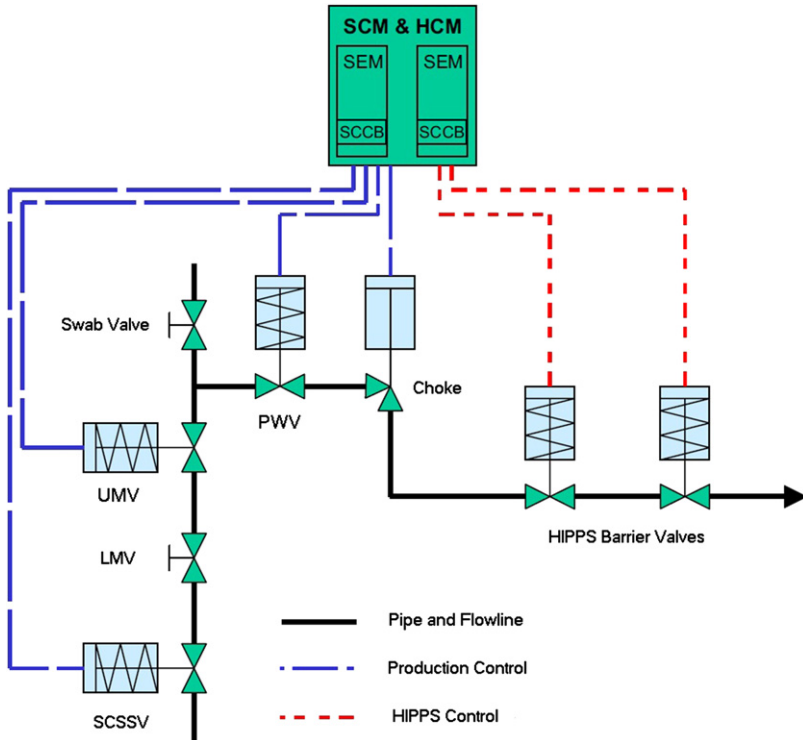 SCM & HCM
SEM SEM
SCCB SCCB
Swab Valve
PWV
Choke
UMV
HIPPS Barrier Valves
LMV
Pipe and Flowline
Production Control
SCSSV
HIPPS Control